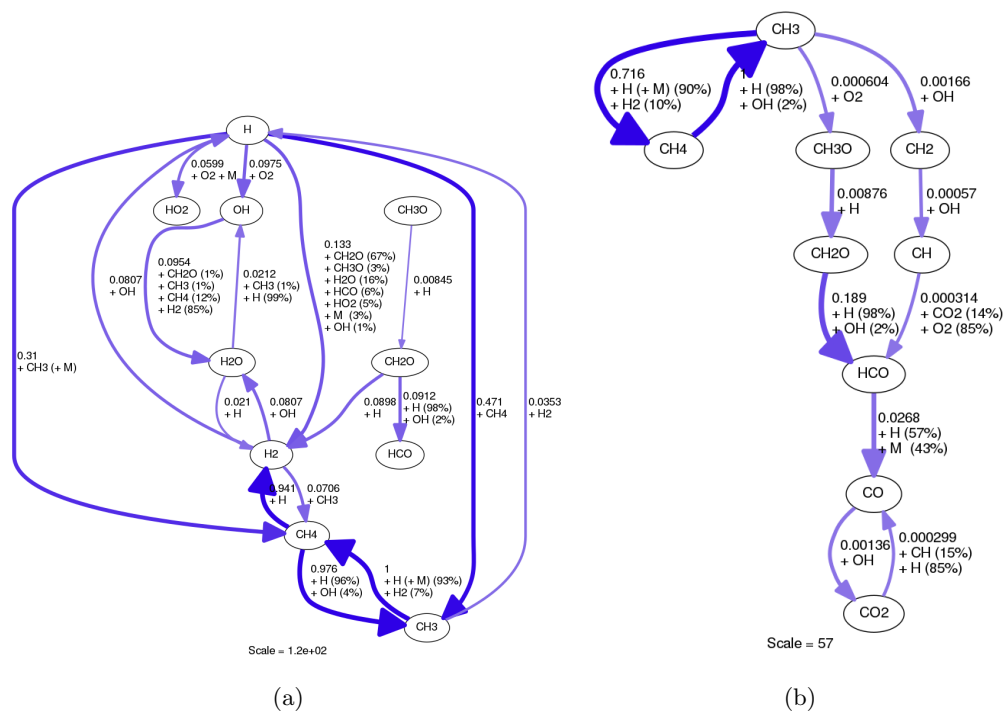 H
0.0599
+ O2 + M
0.0975
+ O2
HO2
OH
CH3O
0.0807
+ OH
0.0954
+ CH2O (1%)
+ CH3 (1%)
+ CH4 (12%)
+ H2 (85%)
0.0212
+ CH3 (1%)
+ H (99%)
0.133
+ CH2O (67%)
+ CH3O (3%)
+ H2O (16%)
+ HCO (6%)
+ HO2 (5%)
+ M (3%)
+ OH (1%)
0.00845
+ H
0.31
+ CH3 (+ M)
H2O
CH2O
0.021
+ H
0.0807
+ OH
0.0898
+ H
0.0912
+ H (98%)
+ OH (2%)
0.471
+ CH4
0.0353
+ H2
H2
HCO
0.941
+ H
0.0706
+ CH3
CH4
0.976
+ H (96%)
+ OH (4%)
1
+ H (+ M) (93%)
+ H2 (7%)
CH3
Scale = 1.2e+02
(a)
CH3
0.716
+ H (+ M) (90%)
+ H2 (10%)
1
+ H (98%)
+ OH (2%)
0.000604
+ O2
0.00166
+ OH
CH4
CH3O
CH2
0.00876
+ H
0.00057
+ OH
CH2O
CH
0.189
+ H (98%)
+ OH (2%)
0.000314
+ CO2 (14%)
+ O2 (85%)
HCO
0.0268
+ H (57%)
+ M (43%)
CO
0.00136
+ OH
0.000299
+ CH (15%)
+ H (85%)
CO2
Scale = 57
(b)